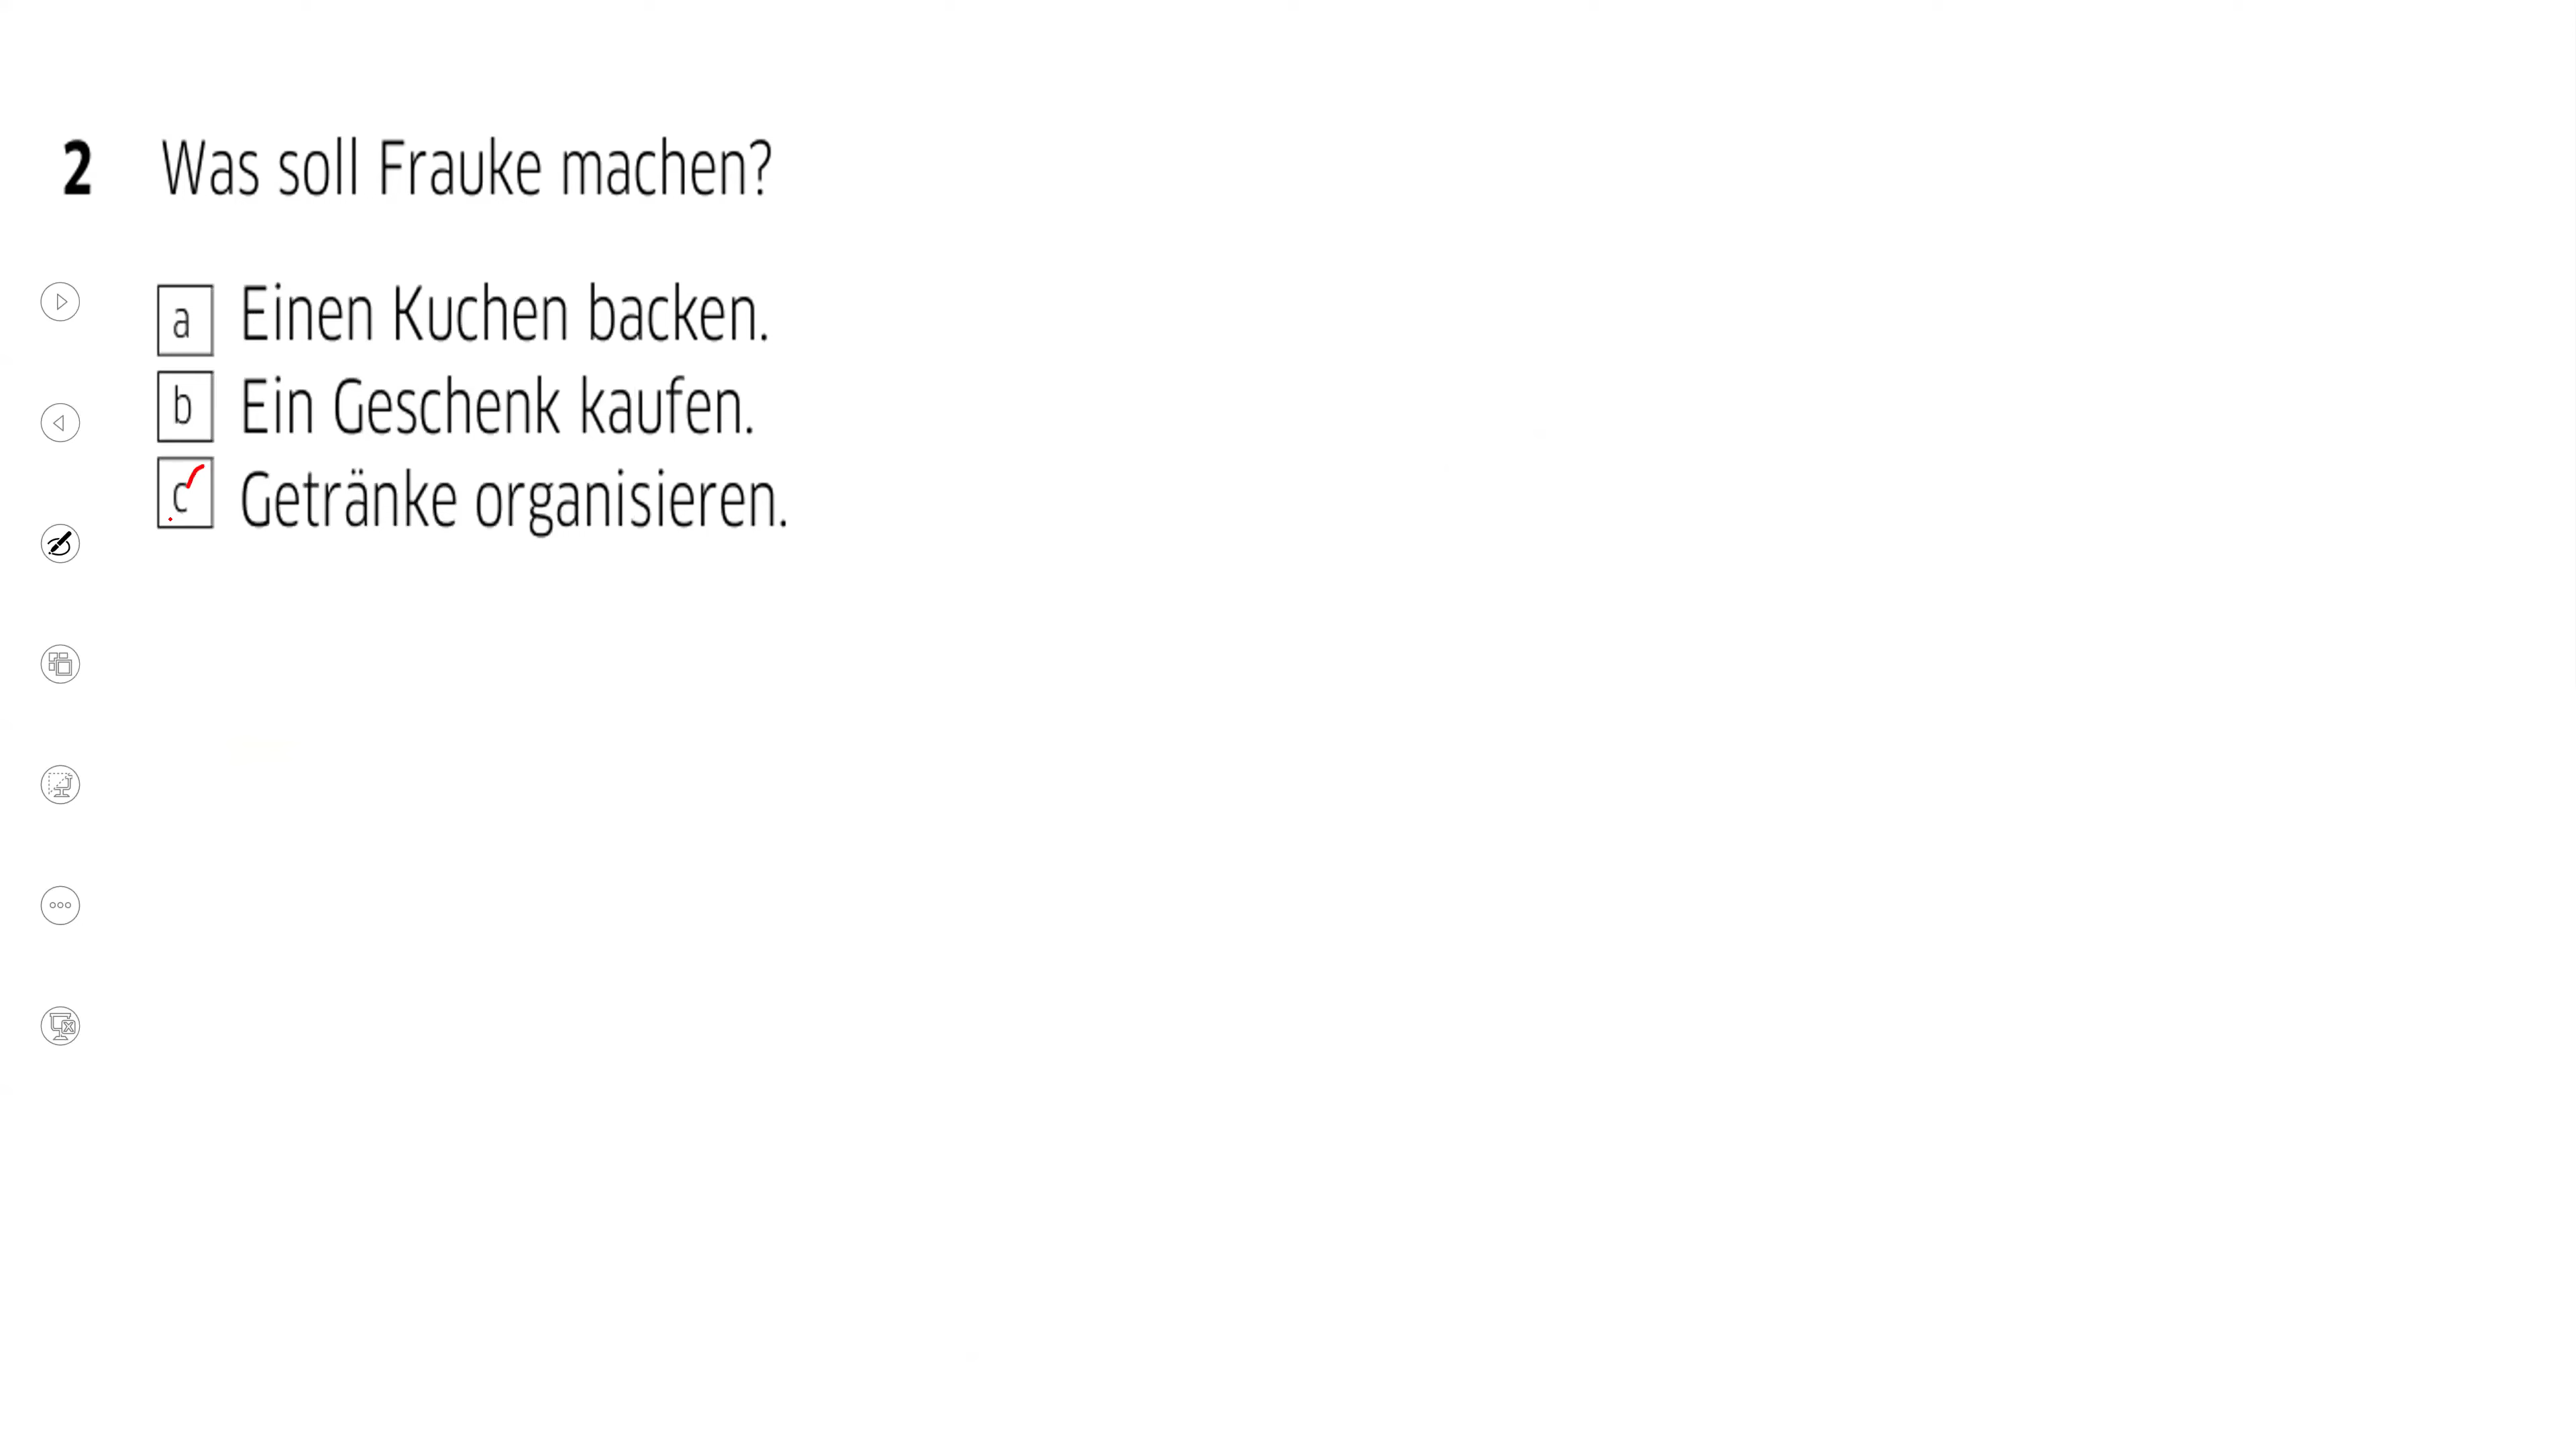 2 Was soll Frauke machen?
a Einen Kuchen backen.
b Ein Geschenk kaufen.
c Getränke organisieren.